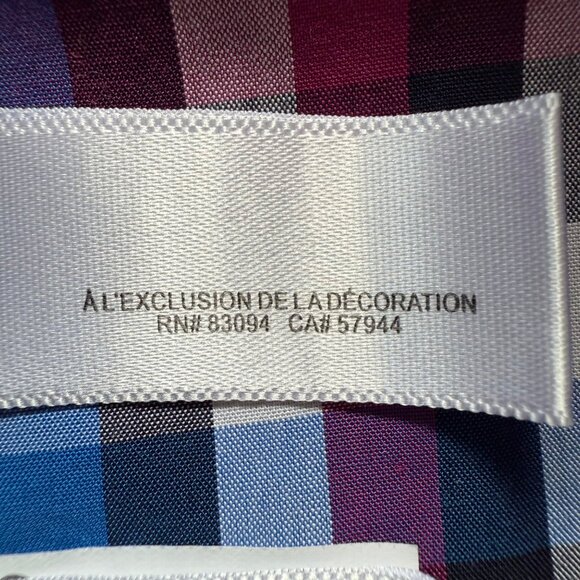 À L'EXCLUSION DE LA DÉCORATION
RN# 83094 CA# 57944